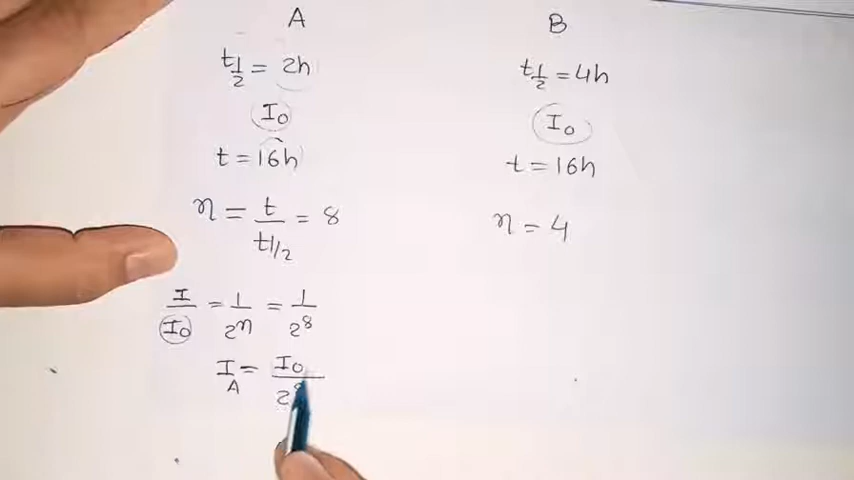 A
t1/2 = 2h
I0
t = 16h
n = t/t1/2 = 8
I/I0 = 1/2^n = 1/2^8
I_A = I0/2^8
B
t1/2 = 4h
I0
t = 16h
n = 4